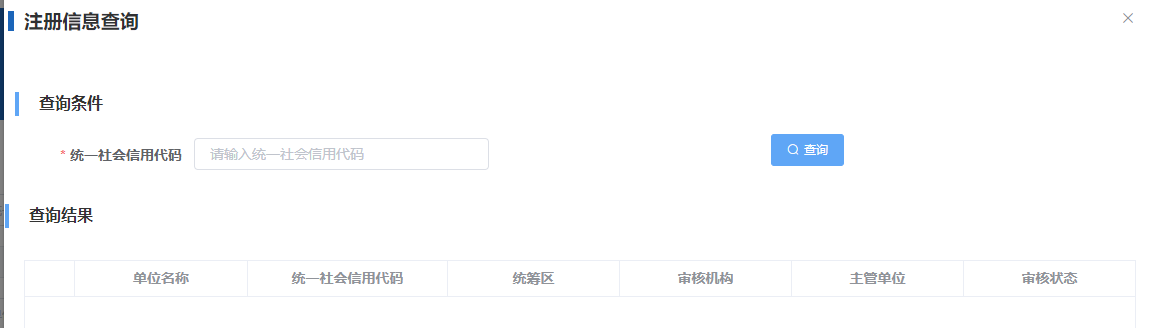 注册信息查询
查询条件
* 统一社会信用代码 请输入统一社会信用代码 查询
查询结果
单位名称 统一社会信用代码 统筹区 审核机构 主管单位 审核状态